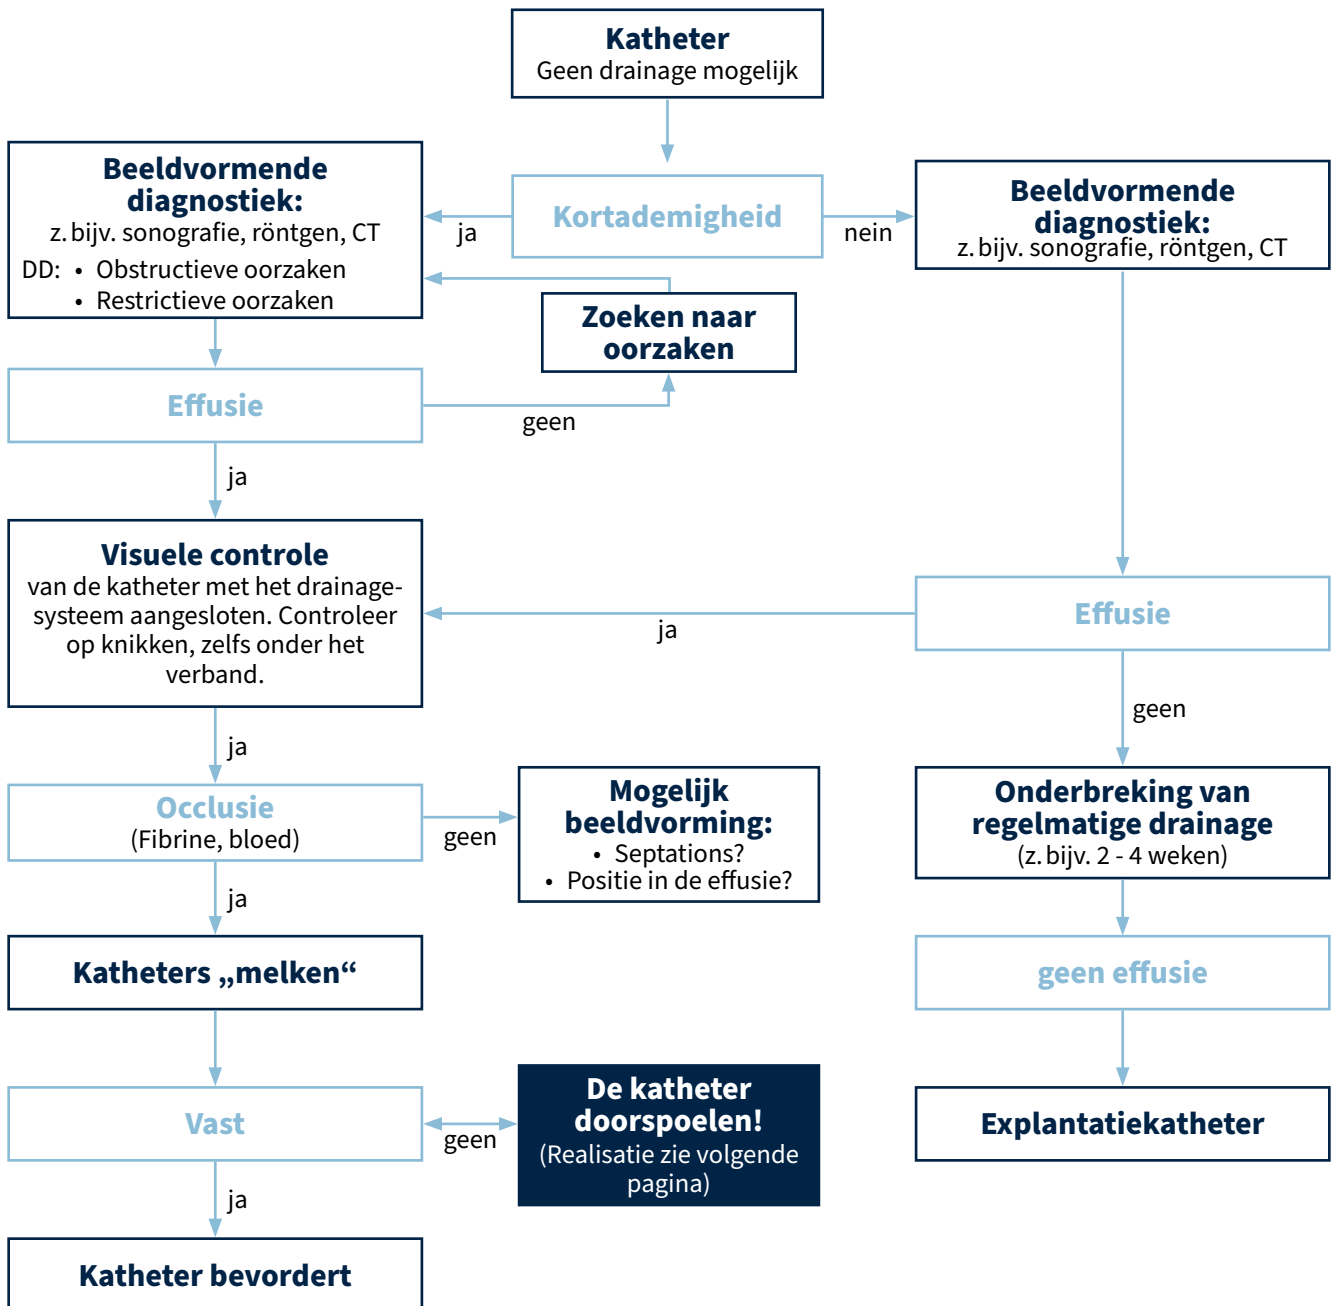 Katheter
Geen drainage mogelijk
Beeldvormende
diagnostiek:
z. bijv. sonografie, röntgen, CT
DD: • Obstructieve oorzaken
• Restrictieve oorzaken
ja
Kortademigheid
nein
Beeldvormende
diagnostiek:
z. bijv. sonografie, röntgen, CT
Zoeken naar
oorzaken
Effusie
geen
ja
Visuele controle
van de katheter met het drainage-
systeem aangesloten. Controleer
op knikken, zelfs onder het
verband.
ja
Effusie
geen
ja
Occlusie
(Fibrine, bloed)
geen
Mogelijk
beeldvorming:
• Septations?
• Positie in de effusie?
Onderbreking van
regelmatige drainage
(z. bijv. 2 - 4 weken)
ja
Katheters „melken“
geen effusie
Vast
geen
De katheter
doorspoelen!
(Realisatie zie volgende
pagina)
Explantatiekatheter
ja
Katheter bevordert